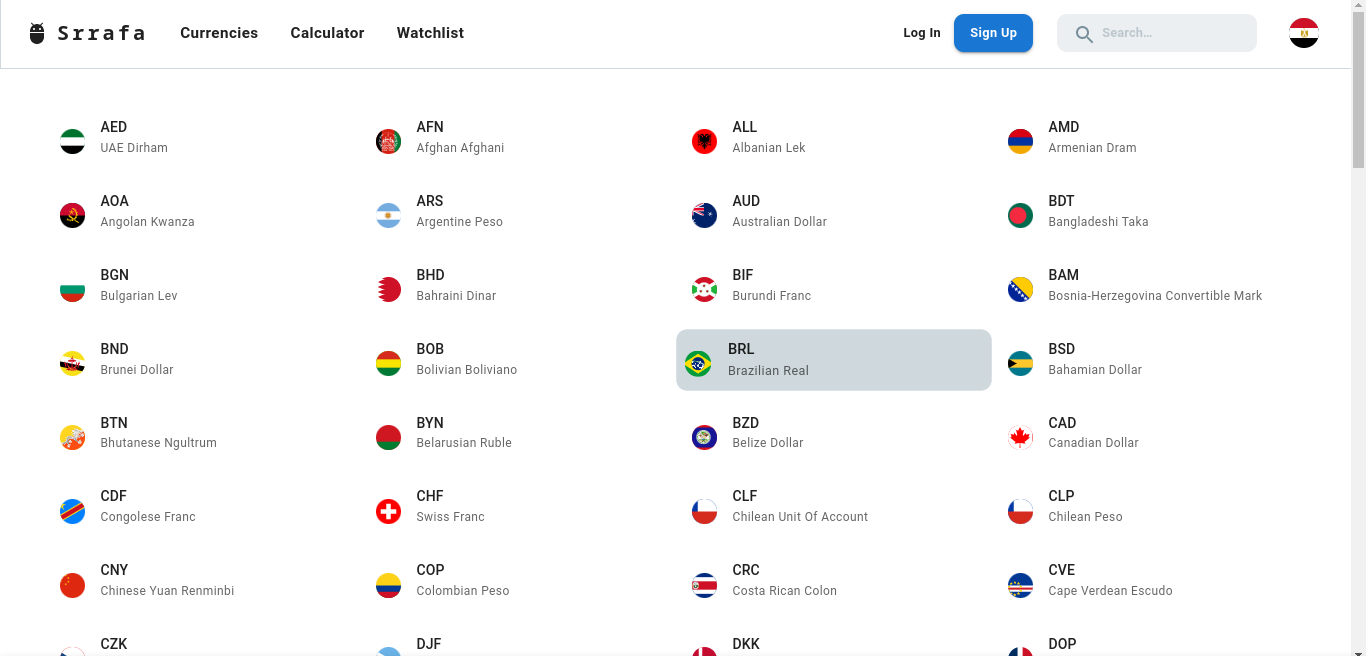 Srrafa Currencies Calculator Watchlist Log In Sign Up Search...
AED AFN ALL AMD
UAE Dirham Afghan Afghani Albanian Lek Armenian Dram
AOA ARS AUD BDT
Angolan Kwanza Argentine Peso Australian Dollar Bangladeshi Taka
BGN BHD BIF BAM
Bulgarian Lev Bahraini Dinar Burundi Franc Bosnia-Herzegovina Convertible Mark
BND BOB BRL BSD
Brunei Dollar Bolivian Boliviano Brazilian Real Bahamian Dollar
BTN BYN BZD CAD
Bhutanese Ngultrum Belarusian Ruble Belize Dollar Canadian Dollar
CDF CHF CLF CLP
Congolese Franc Swiss Franc Chilean Unit Of Account Chilean Peso
CNY COP CRC CVE
Chinese Yuan Renminbi Colombian Peso Costa Rican Colon Cape Verdean Escudo
CZK DJF DKK DOP